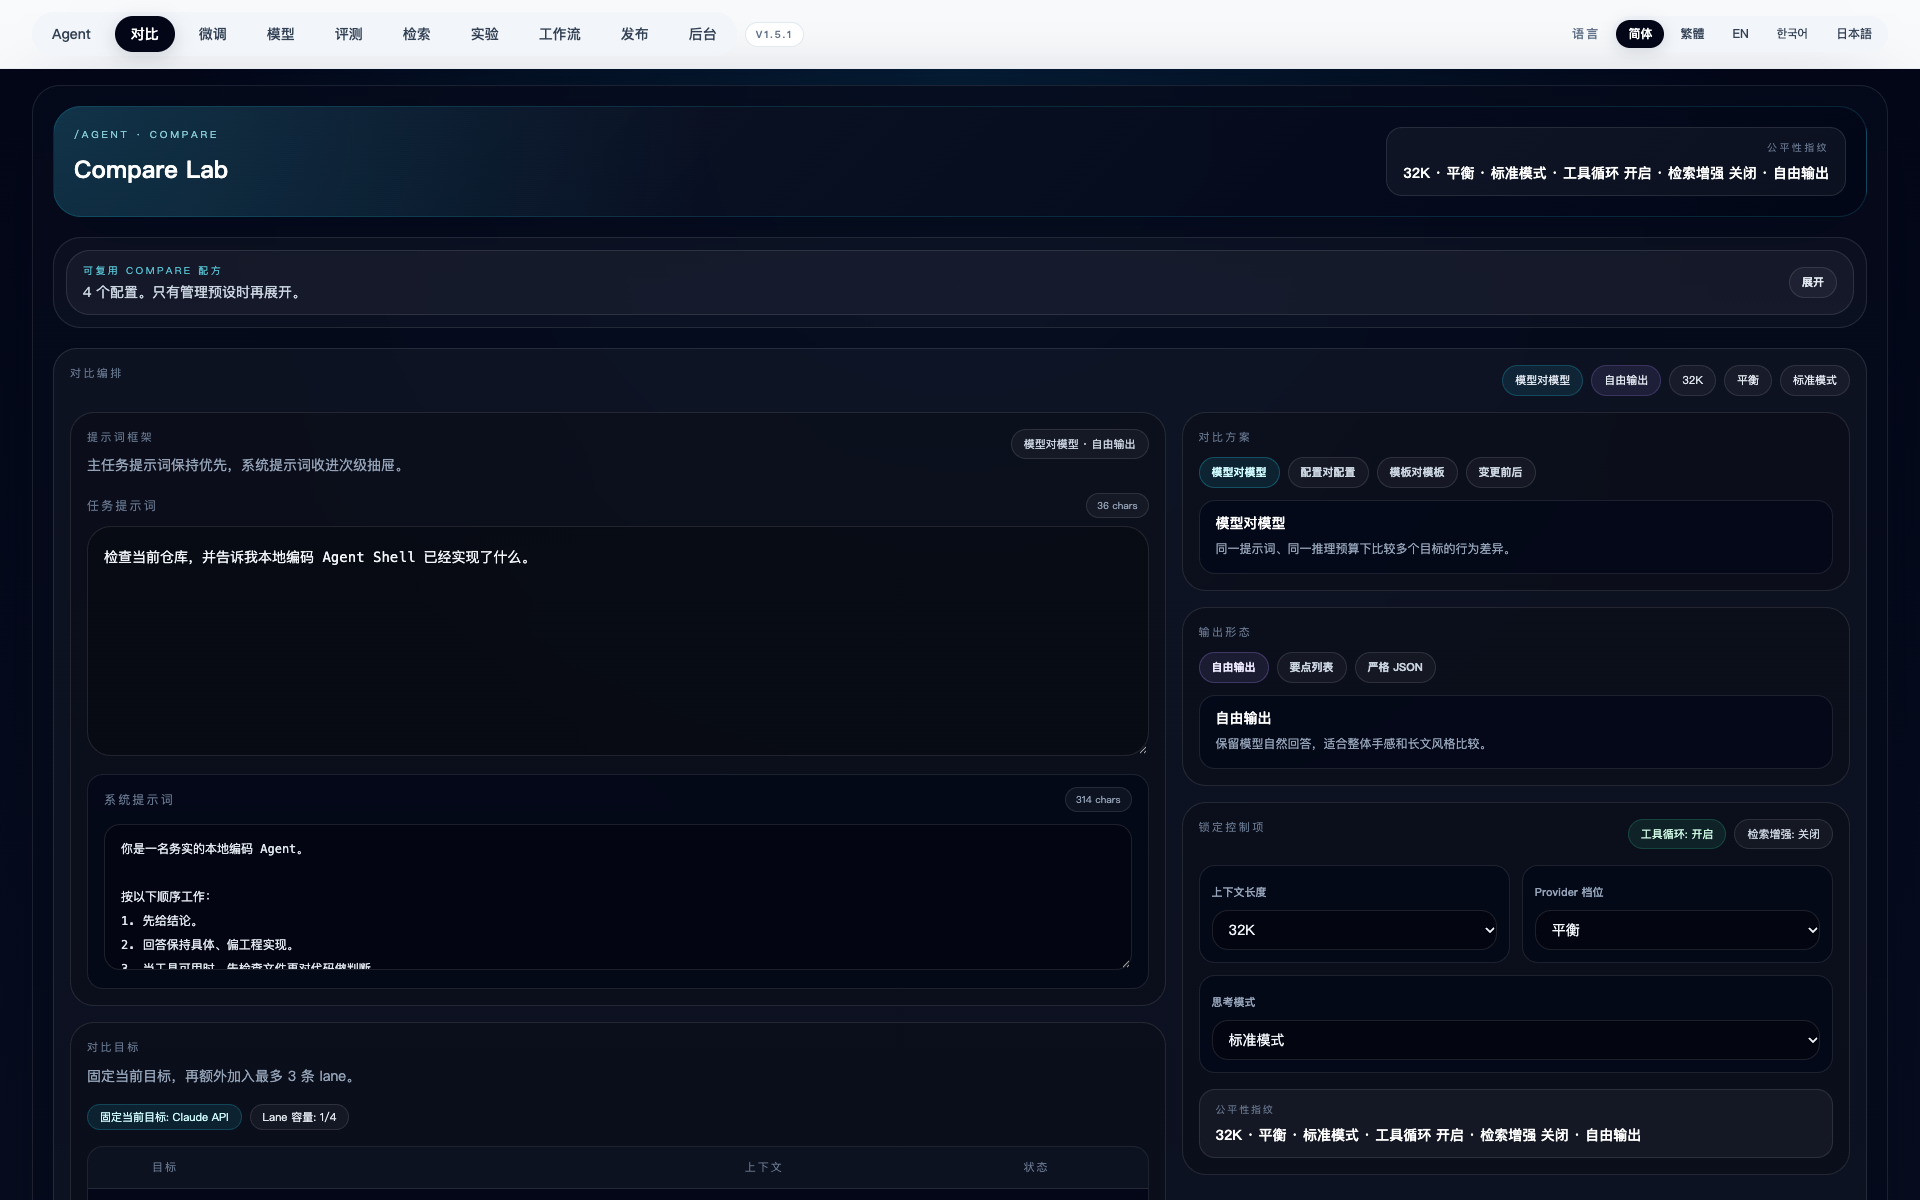 Agent 对比 微调 模型 评测 检索 实验 工作流 发布 后台 V1.5.1 语言 简体 繁體 EN 한국어 日本語
/AGENT · COMPARE
Compare Lab
公平性指纹
32K · 平衡 · 标准模式 · 工具循环 开启 · 检索增强 关闭 · 自由输出
可复用 COMPARE 配方
4 个配置。只有管理预设时再展开。
展开
对比编排
模型对模型 自由输出 32K 平衡 标准模式
提示词框架
主任务提示词保持优先，系统提示词收进次级抽屉。
模型对模型 · 自由输出
任务提示词
36 chars
检查当前仓库，并告诉我本地编码 Agent Shell 已经实现了什么。
系统提示词
314 chars
你是一名务实的本地编码 Agent。
按以下顺序工作：
1. 先给结论。
2. 回答保持具体、偏工程实现。
3. 当工具可用时，先检查文件再对代码做判断
对比目标
固定当前目标，再额外加入最多 3 条 lane。
固定当前目标: Claude API Lane 容量: 1/4
目标 上下文 状态
对比方案
模型对模型 配置对配置 模板对模板 变更前后
模型对模型
同一提示词、同一推理预算下比较多个目标的行为差异。
输出形态
自由输出 要点列表 严格 JSON
自由输出
保留模型自然回答，适合整体手感和长文风格比较。
锁定控制项
工具循环: 开启 检索增强: 关闭
上下文长度
32K
Provider 档位
平衡
思考模式
标准模式
公平性指纹
32K · 平衡 · 标准模式 · 工具循环 开启 · 检索增强 关闭 · 自由输出